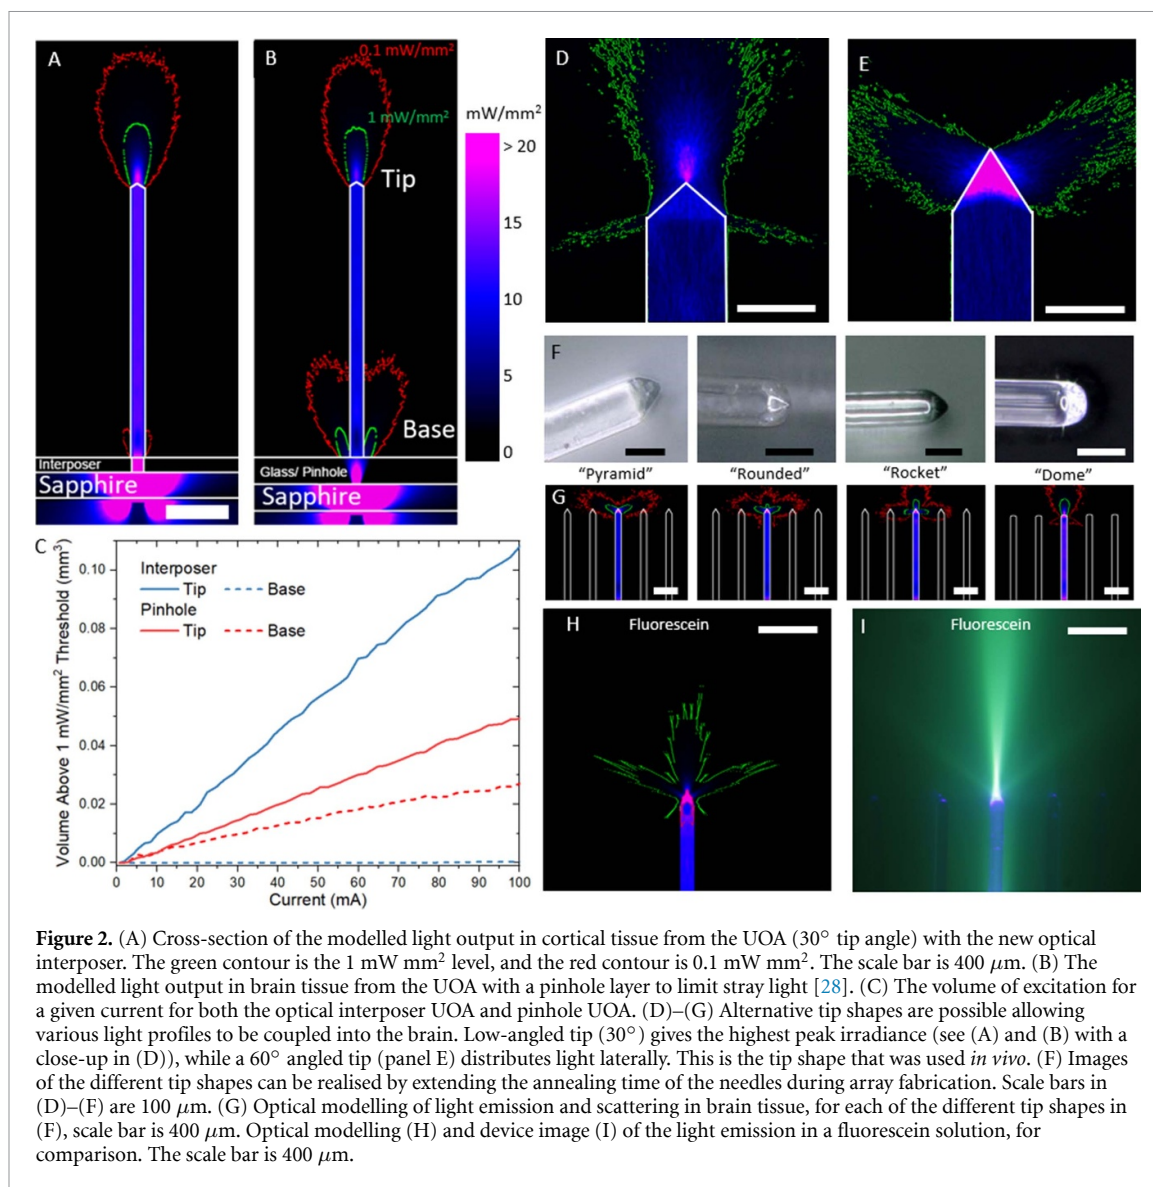 A
B
0.1 mW/mm²
1 mW/mm²
Tip
Base
Interposer
Sapphire
Glass/ Pinhole
Sapphire
mW/mm²
> 20
15
10
5
0
D
E
F
"Pyramid"
"Rounded"
"Rocket"
"Dome"
G
C
Volume Above 1 mW/mm² Threshold (mm³)
0.10
0.08
0.06
0.04
0.02
0.00
Interposer
Tip
Base
Pinhole
Tip
Base
0 10 20 30 40 50 60 70 80 90 100
Current (mA)
H
Fluorescein
I
Fluorescein
Figure 2. (A) Cross-section of the modelled light output in cortical tissue from the UOA (30° tip angle) with the new optical
interposer. The green contour is the 1 mW mm² level, and the red contour is 0.1 mW mm². The scale bar is 400 μm. (B) The
modelled light output in brain tissue from the UOA with a pinhole layer to limit stray light [28]. (C) The volume of excitation for
a given current for both the optical interposer UOA and pinhole UOA. (D)–(G) Alternative tip shapes are possible allowing
various light profiles to be coupled into the brain. Low-angled tip (30°) gives the highest peak irradiance (see (A) and (B) with a
close-up in (D)), while a 60° angled tip (panel E) distributes light laterally. This is the tip shape that was used in vivo. (F) Images
of the different tip shapes can be realised by extending the annealing time of the needles during array fabrication. Scale bars in
(D)–(F) are 100 μm. (G) Optical modelling of light emission and scattering in brain tissue, for each of the different tip shapes in
(F), scale bar is 400 μm. Optical modelling (H) and device image (I) of the light emission in a fluorescein solution, for
comparison. The scale bar is 400 μm.